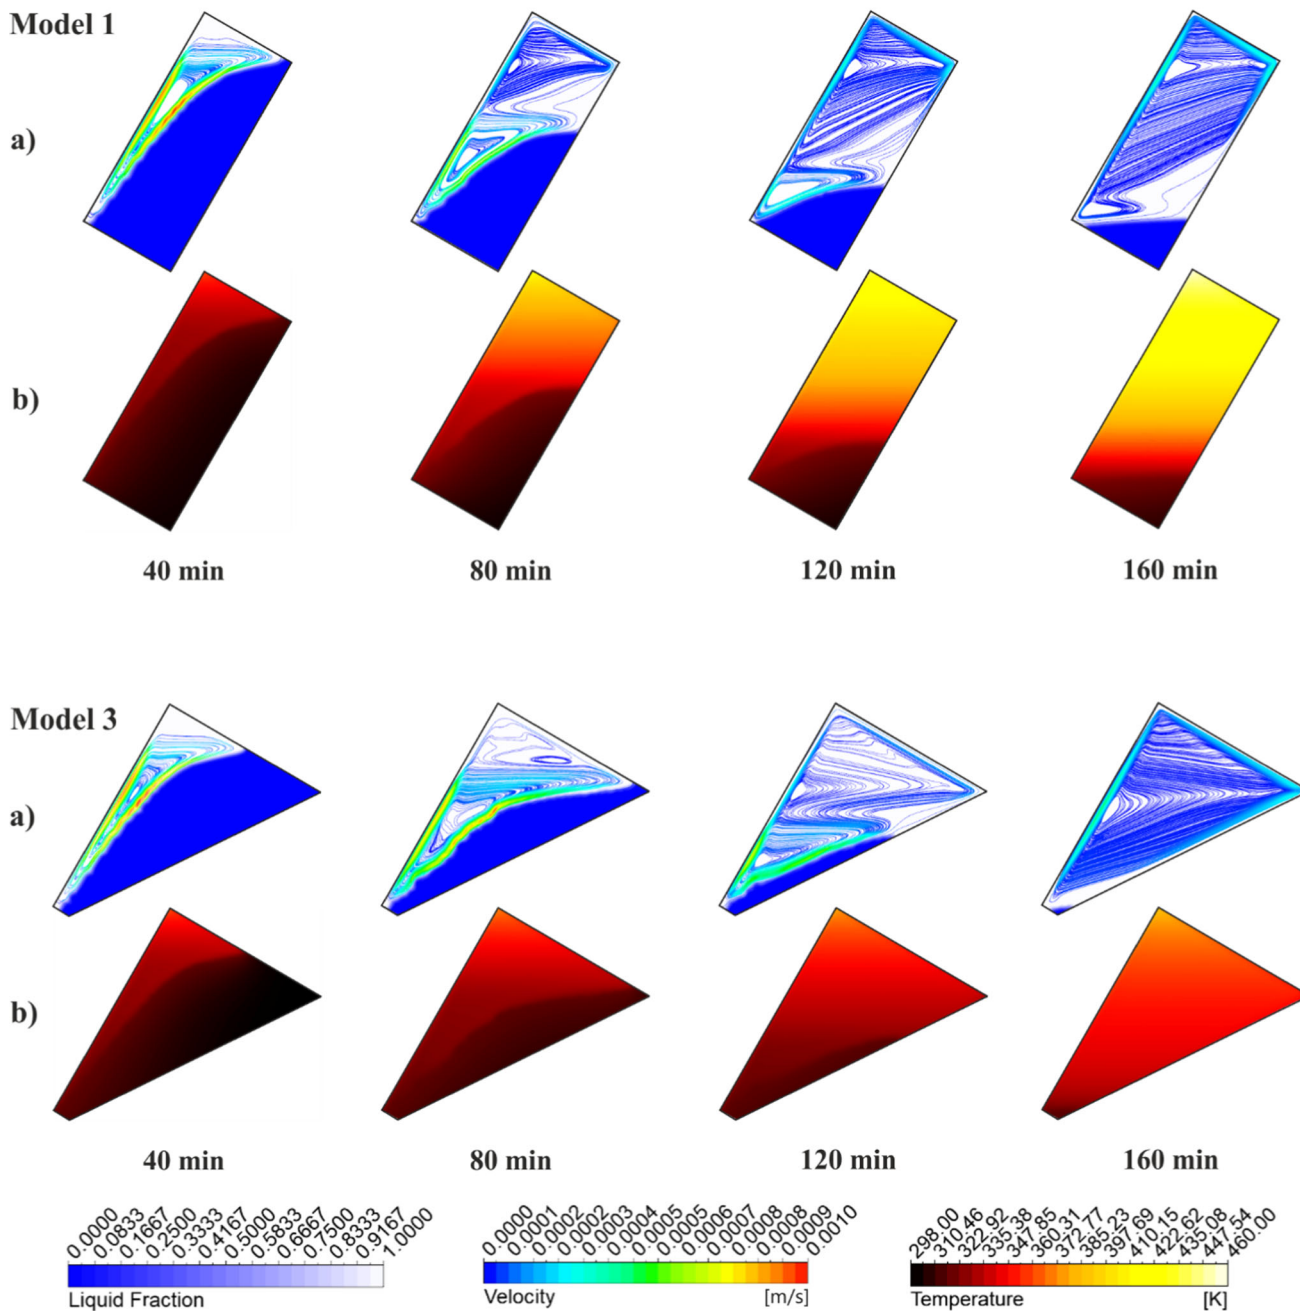 Model 1
a)
b)
40 min 80 min 120 min 160 min
Model 3
a)
b)
40 min 80 min 120 min 160 min
0.0000 0.0833 0.1667 0.2500 0.3333 0.4167 0.5000 0.5833 0.6667 0.7500 0.8333 0.9167 1.0000
Liquid Fraction
0.0000 0.0001 0.0002 0.0002 0.0003 0.0004 0.0005 0.0005 0.0006 0.0007 0.0008 0.0008 0.0009 0.0010
Velocity [m/s]
298.00 310.46 322.92 335.38 347.85 360.31 372.77 385.23 397.69 410.15 422.62 435.08 447.54 460.00
Temperature [K]